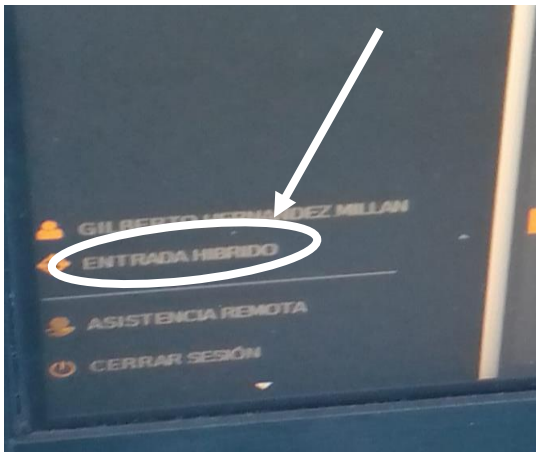 GILBERTO HERNANDEZ MILLAN
ENTRADA HIBRIDO
ASISTENCIA REMOTA
CERRAR SESIÓN